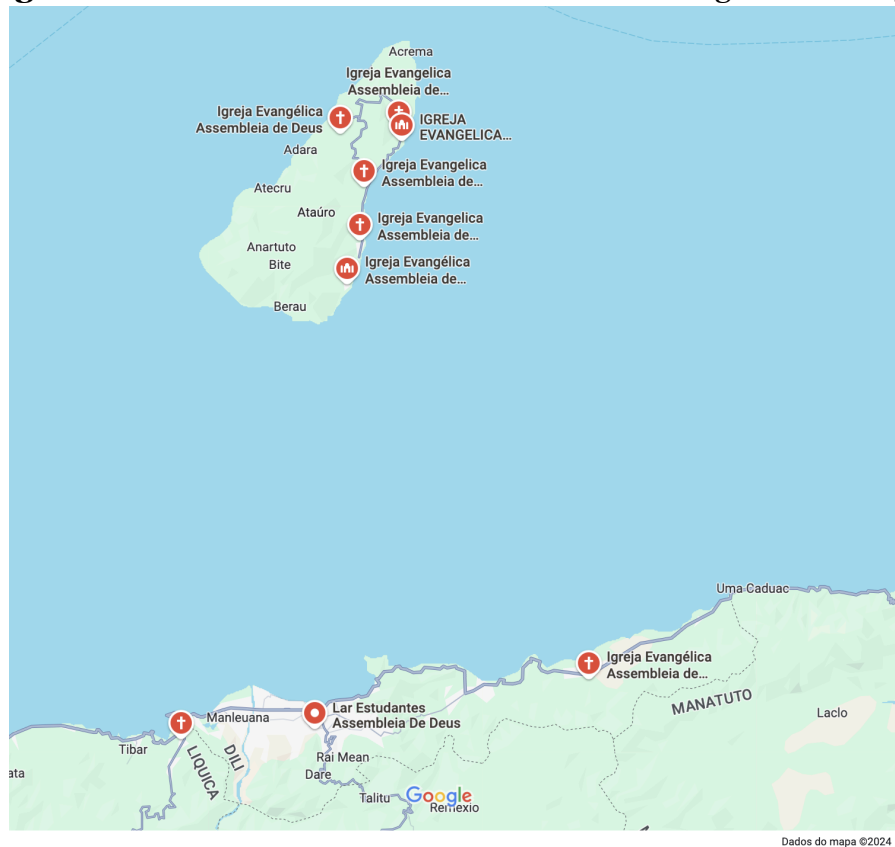 Acrema
Igreja Evangelica
Assembleia de...
Igreja Evangélica
Assembleia de Deus
IGREJA
EVANGELICA...
Adara
Igreja Evangelica
Assembleia de...
Atecru
Ataúro
Igreja Evangelica
Assembleia de...
Anartuto
Bite
Igreja Evangélica
Assembleia de...
Berau
Uma Caduac
Igreja Evangélica
Assembleia de...
MANATUTO
Laclo
Lar Estudantes
Assembleia De Deus
Manleuana
Tibar
LIQUICA
DILI
Rai Mean
Dare
ata
Talitu
Google
Remexio
Dados do mapa ©2024